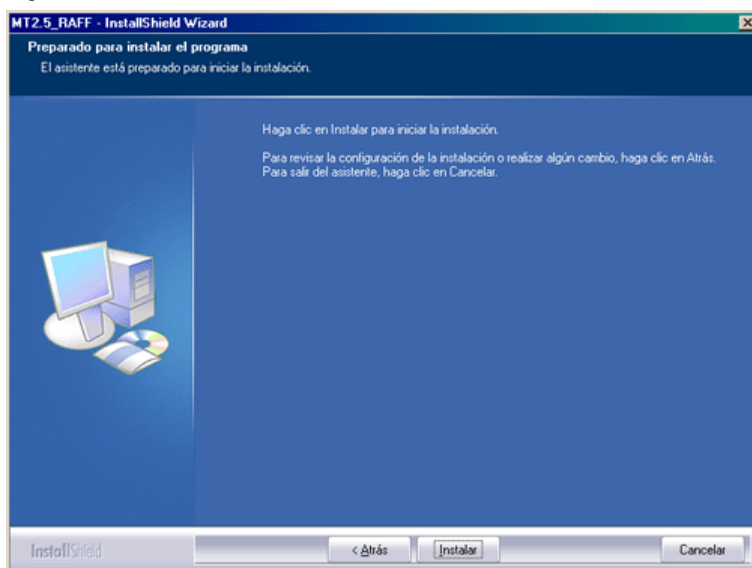 MT2.5_RAFF - InstallShield Wizard
Preparado para instalar el programa
El asistente está preparado para iniciar la instalación.
Haga clic en Instalar para iniciar la instalación.
Para revisar la configuración de la instalación o realizar algún cambio, haga clic en Atrás.
Para salir del asistente, haga clic en Cancelar.
InstallShield
< Atrás
Instalar
Cancelar